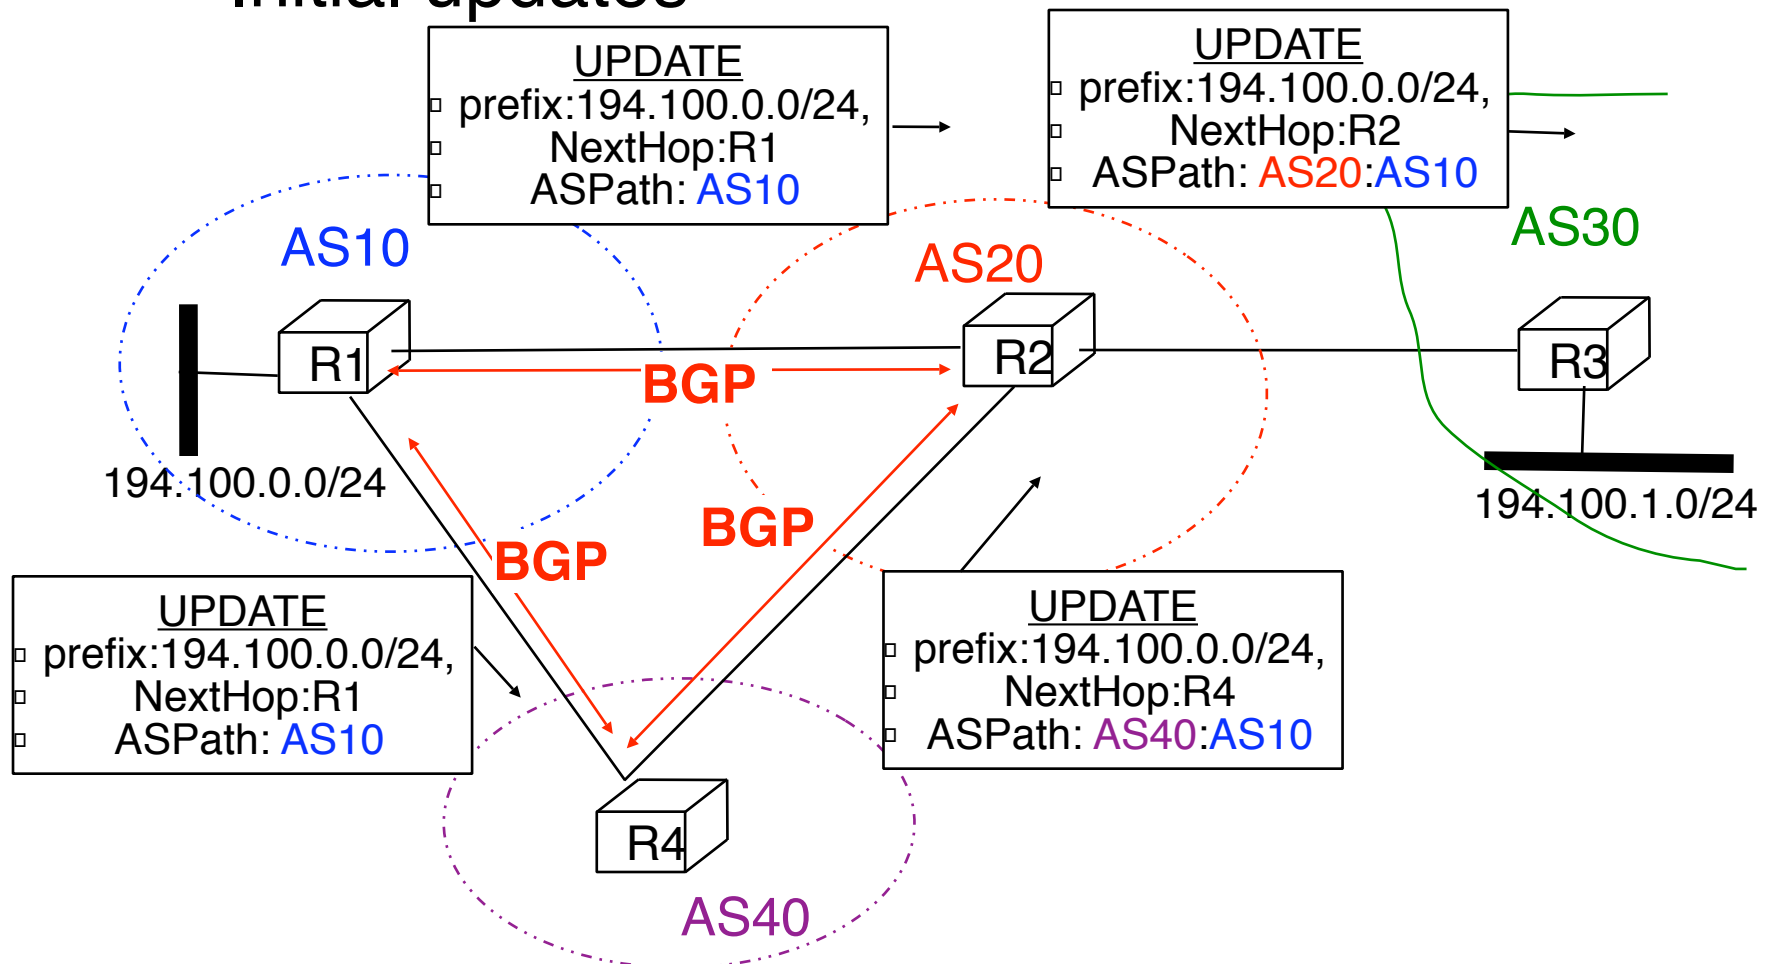 Initial updates
UPDATE
prefix:194.100.0.0/24,
NextHop:R1
ASPath: AS10
UPDATE
prefix:194.100.0.0/24,
NextHop:R2
ASPath: AS20:AS10
AS10
AS20
AS30
R1
R2
R3
BGP
194.100.0.0/24
194.100.1.0/24
BGP
BGP
UPDATE
prefix:194.100.0.0/24,
NextHop:R1
ASPath: AS10
UPDATE
prefix:194.100.0.0/24,
NextHop:R4
ASPath: AS40:AS10
R4
AS40